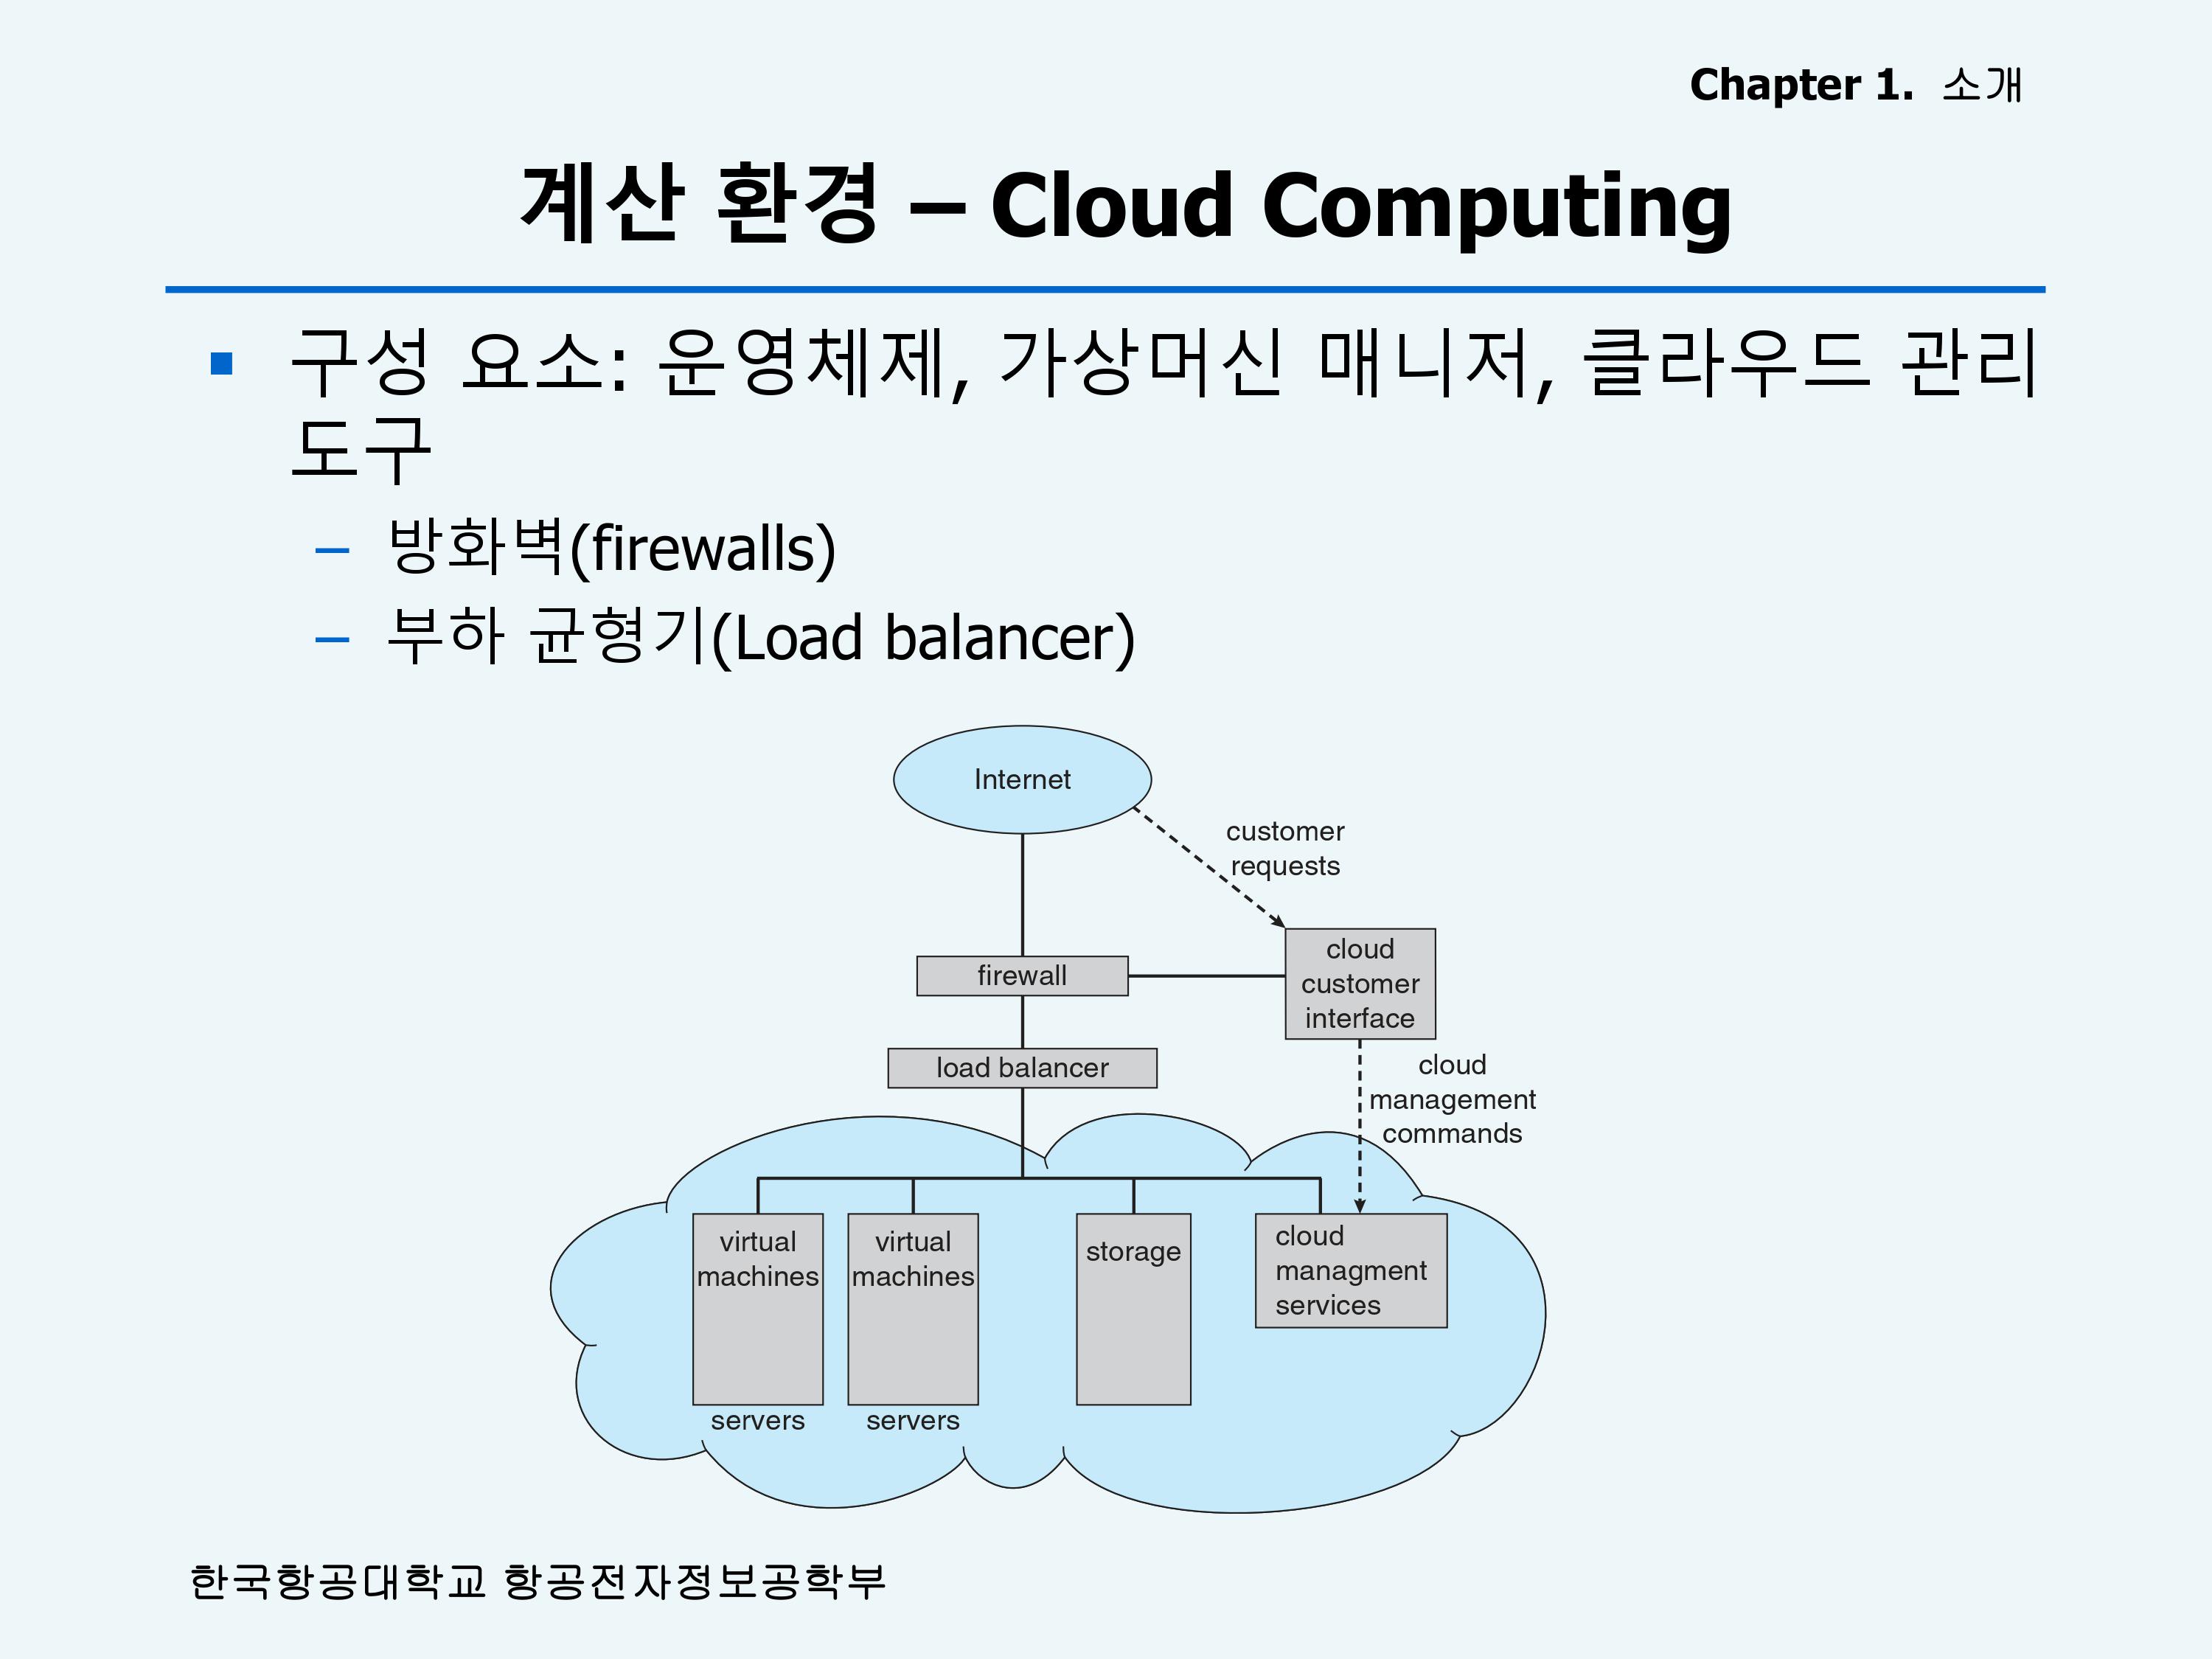 Chapter 1. 소개
계산 환경 – Cloud Computing
▪ 구성 요소: 운영체제, 가상머신 매니저, 클라우드 관리
도구
– 방화벽(firewalls)
– 부하 균형기(Load balancer)
Internet
customer
requests
cloud
customer
interface
firewall
load balancer
cloud
management
commands
virtual
machines
servers
virtual
machines
servers
storage
cloud
managment
services
한국항공대학교 항공전자정보공학부